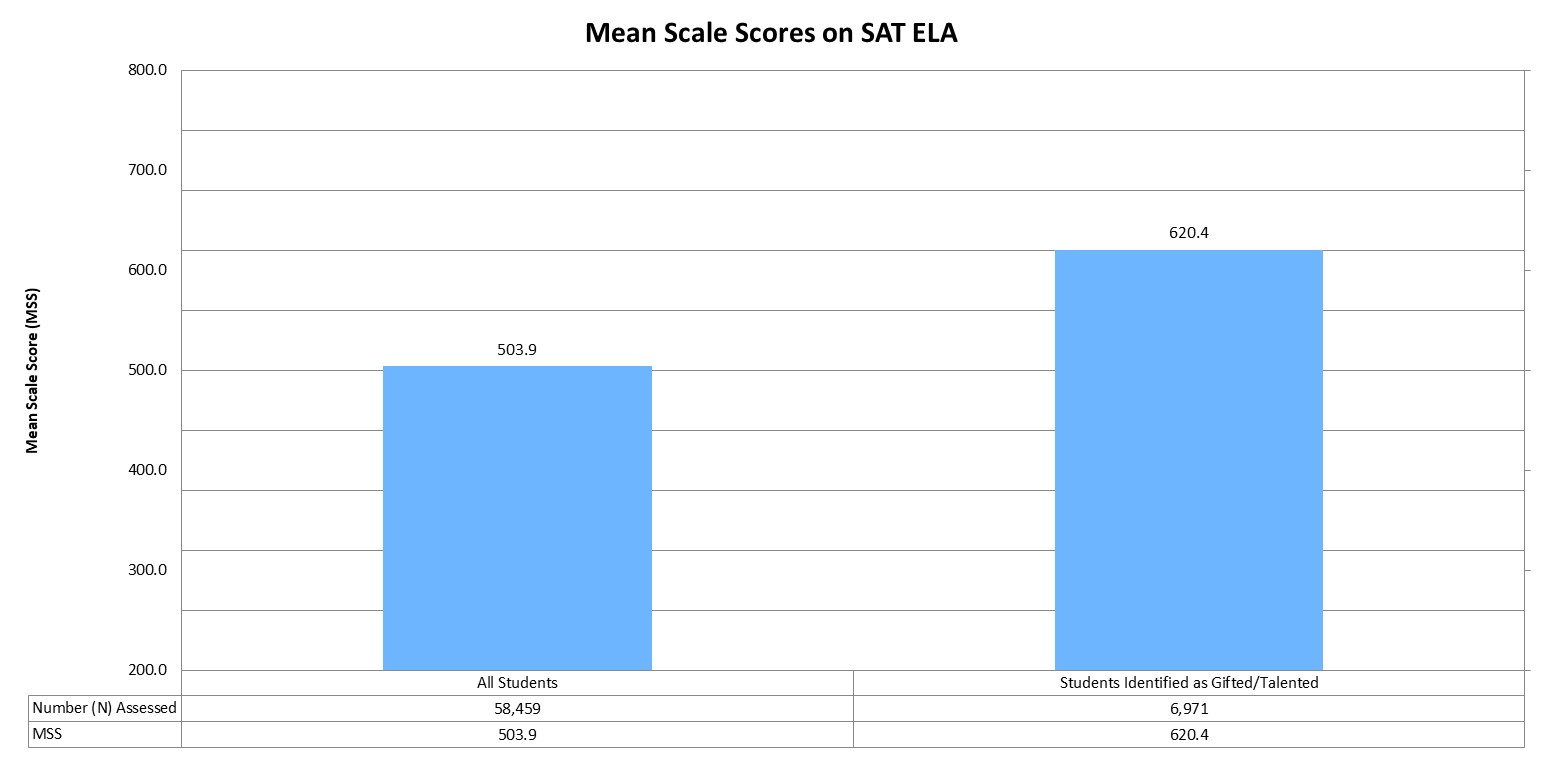 Mean Scale Scores on SAT ELA
Mean Scale Score (MSS)
800.0
700.0
600.0
500.0
400.0
300.0
200.0
503.9
620.4
All Students Students Identified as Gifted/Talented
Number (N) Assessed 58,459 6,971
MSS 503.9 620.4